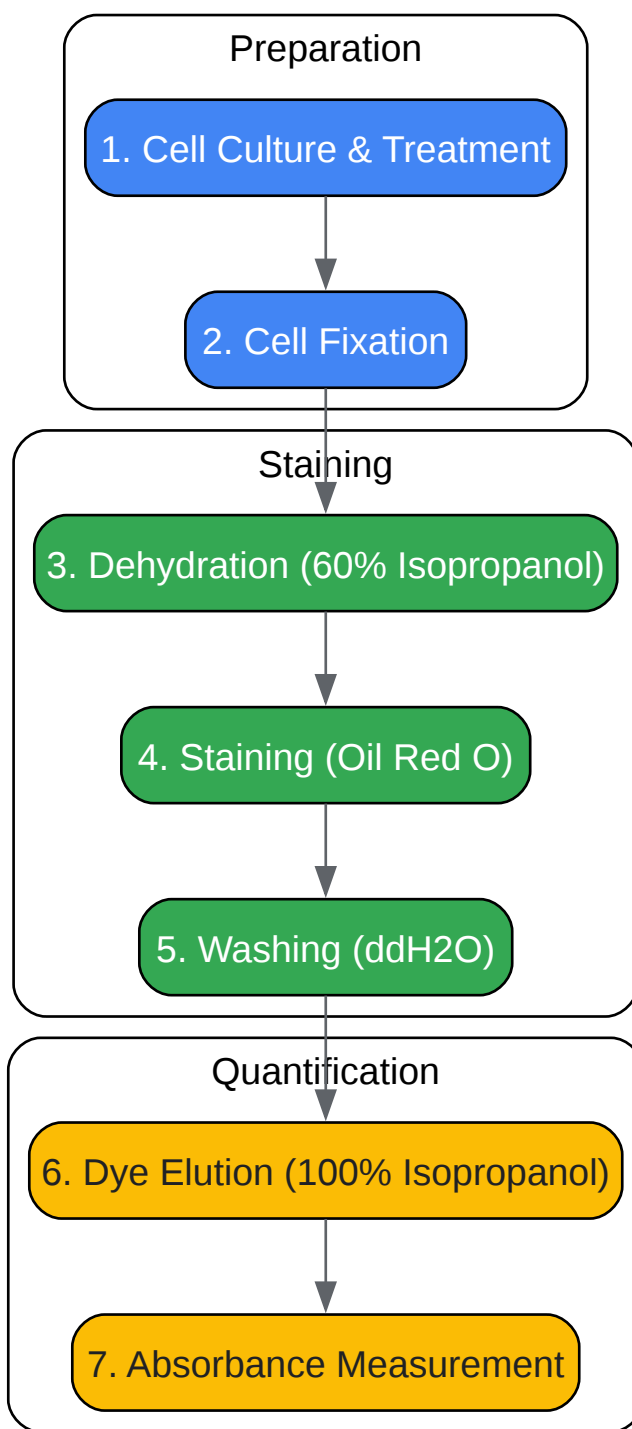 Preparation
1. Cell Culture & Treatment
2. Cell Fixation
Staining
3. Dehydration (60% Isopropanol)
4. Staining (Oil Red O)
5. Washing (ddH2O)
Quantification
6. Dye Elution (100% Isopropanol)
7. Absorbance Measurement